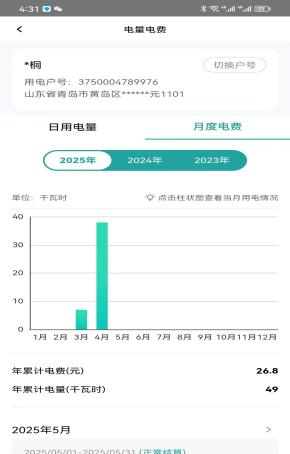 4:31
电量电费
*桐
切换户号
用电户号：3750004789976
山东省青岛市黄岛区******元1101
日用电量
月度电费
2025年
2024年
2023年
单位：千瓦时
点击柱状图查看当月用电情况
40
30
20
10
0
1月 2月 3月 4月 5月 6月 7月 8月 9月 10月 11月 12月
年累计电费(元) 26.8
年累计电量(千瓦时) 49
2025年5月
2025/05/01-2025/05/31 (正常结算)